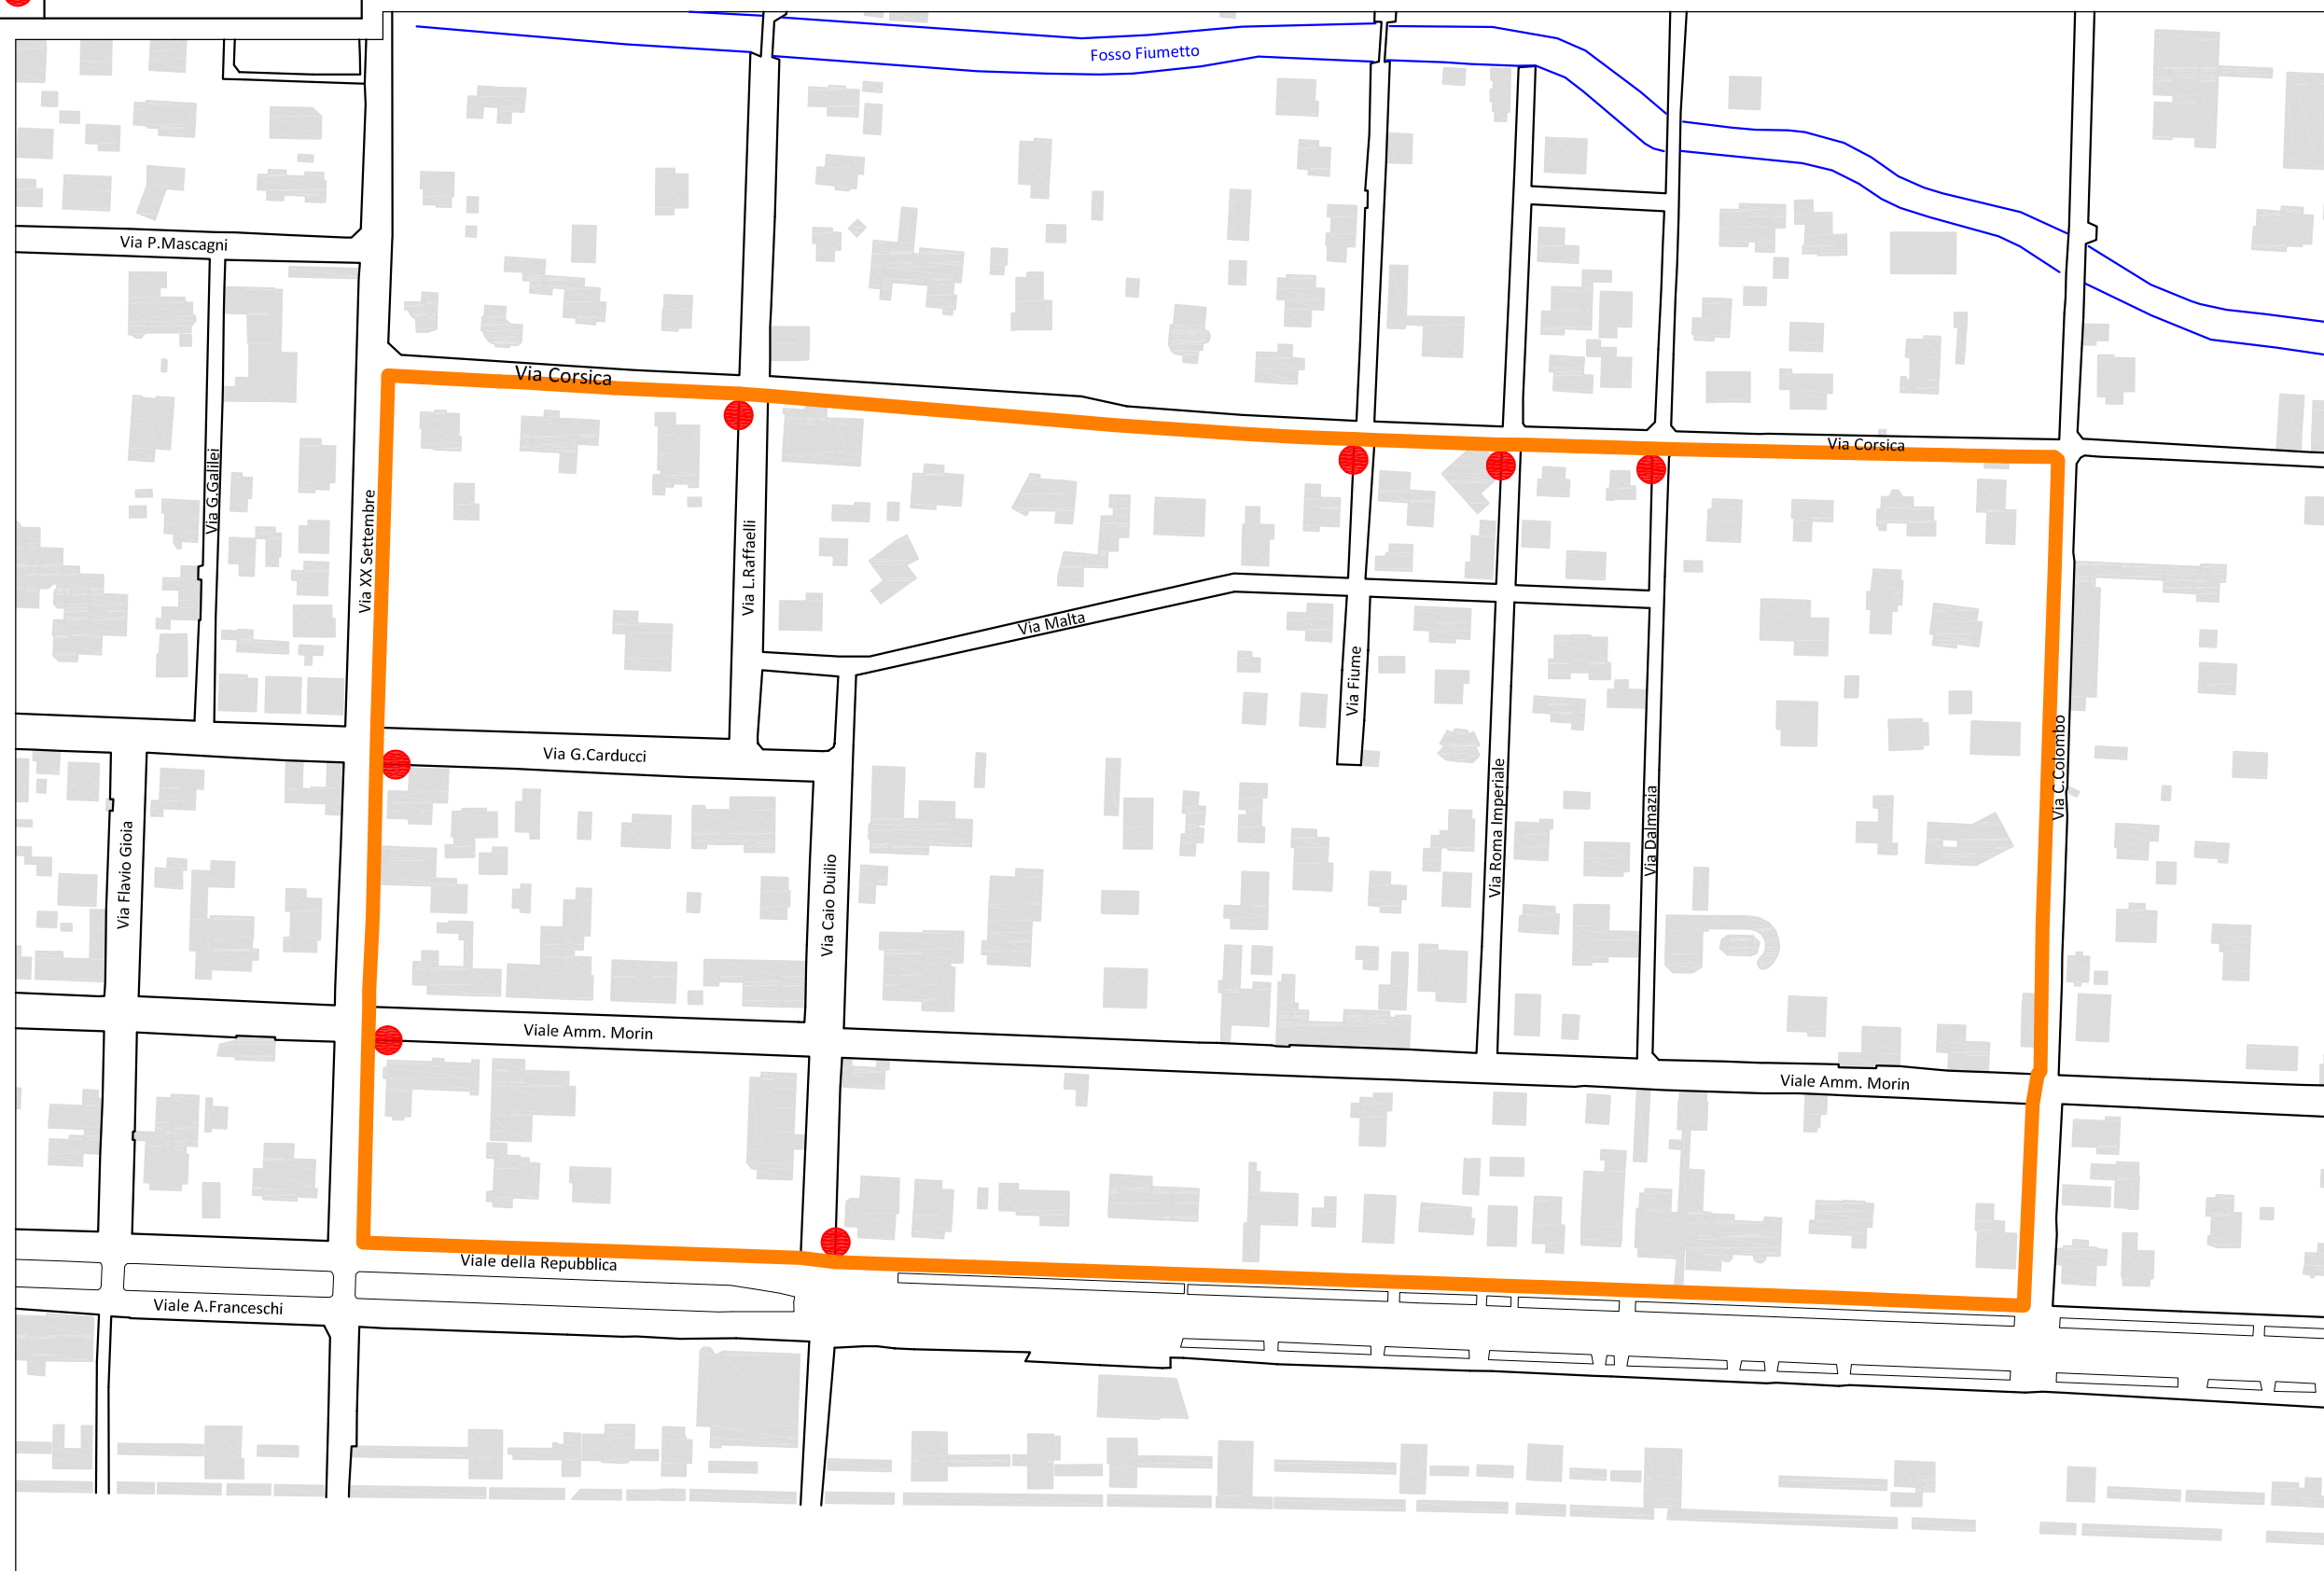 Fosso Fiumetto
Via P.Mascagni
Via Corsica
Via Corsica
Via G.Galilei
Via XX Settembre
Via L.Raffaelli
Via Malta
Via Fiume
Via G.Carducci
Via C.Colombo
Via Roma Imperiale
Via Dalmazia
Via Flavio Gioia
Via Caio Duilio
Viale Amm. Morin
Viale Amm. Morin
Viale della Repubblica
Viale A.Franceschi